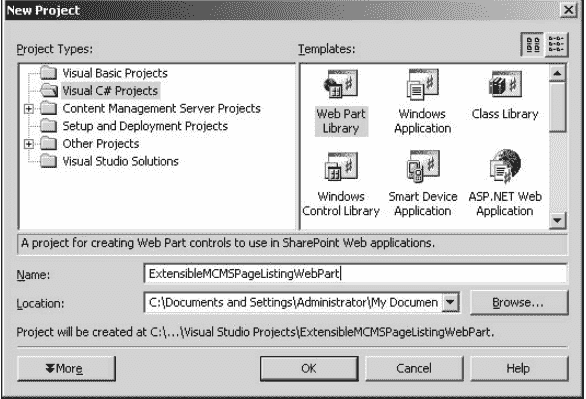 New Project
Project Types:
Templates:
Visual Basic Projects
Visual C# Projects
Content Management Server Projects
Setup and Deployment Projects
Other Projects
Visual Studio Solutions
Web Part
Library
Windows
Application
Class Library
Windows
Control Library
Smart Device
Application
ASP.NET Web
Application
A project for creating Web Part controls to use in SharePoint Web applications.
Name:
ExtensibleMCMSPageListingWebPart
Location:
C:\Documents and Settings\Administrator\My Documen
Browse...
Project will be created at C:\...\Visual Studio Projects\ExtensibleMCMSPageListingWebPart.
More
OK
Cancel
Help